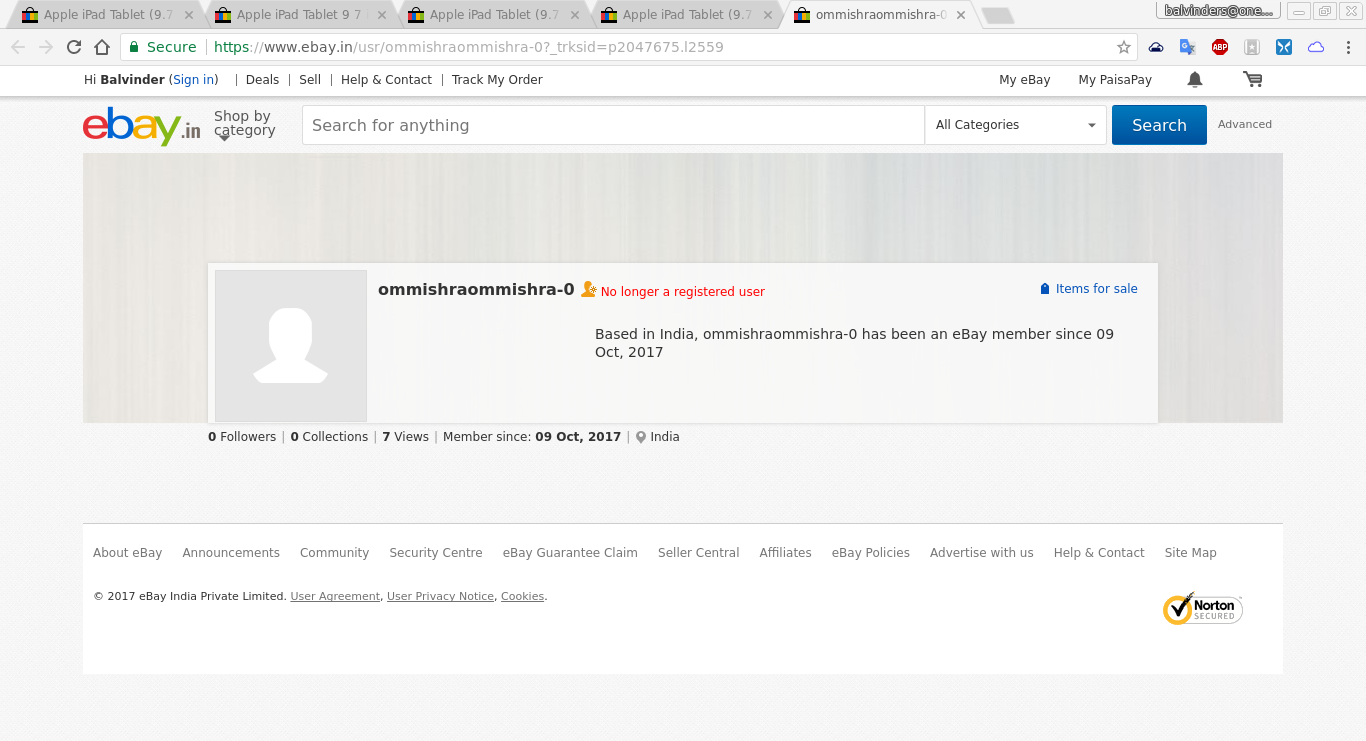 Apple iPad Tablet (9.7
Apple iPad Tablet 9 7
Apple iPad Tablet (9.7
Apple iPad Tablet (9.7
ommishraommishra-0
balvinders@one...
Secure
https://www.ebay.in/usr/ommishraommishra-0?_trksid=p2047675.l2559
ABP
Hi Balvinder (Sign in) | Deals | Sell | Help & Contact | Track My Order
My eBay
My PaisaPay
ebay.in
Shop by
category
Search for anything
All Categories
Search
Advanced
ommishraommishra-0
No longer a registered user
Items for sale
Based in India, ommishraommishra-0 has been an eBay member since 09
Oct, 2017
0 Followers | 0 Collections | 7 Views | Member since: 09 Oct, 2017 | India
About eBay Announcements Community Security Centre eBay Guarantee Claim Seller Central Affiliates eBay Policies Advertise with us Help & Contact Site Map
© 2017 eBay India Private Limited. User Agreement, User Privacy Notice, Cookies.
Norton
SECURED